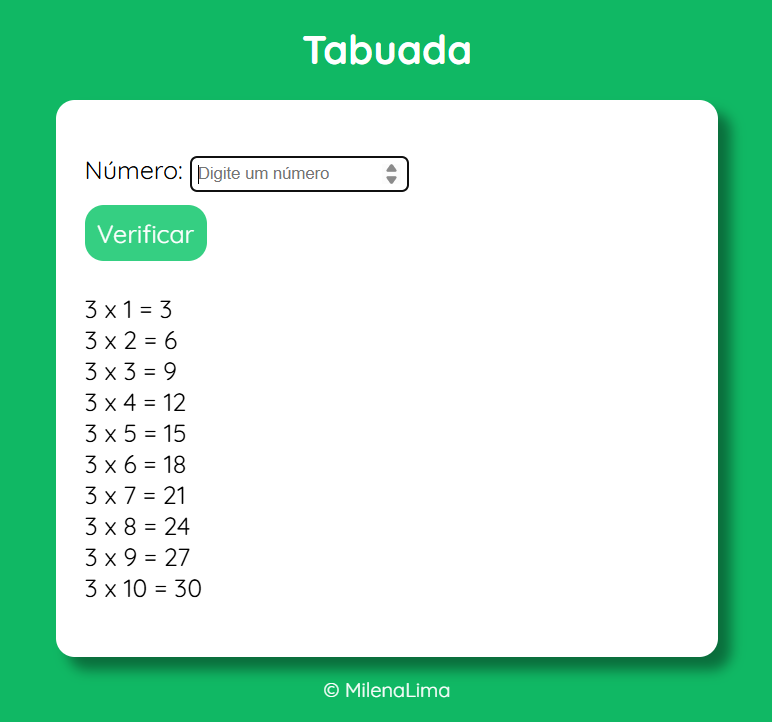 Tabuada
Número: Digite um número
Verificar
3 x 1 = 3
3 x 2 = 6
3 x 3 = 9
3 x 4 = 12
3 x 5 = 15
3 x 6 = 18
3 x 7 = 21
3 x 8 = 24
3 x 9 = 27
3 x 10 = 30
© MilenaLima